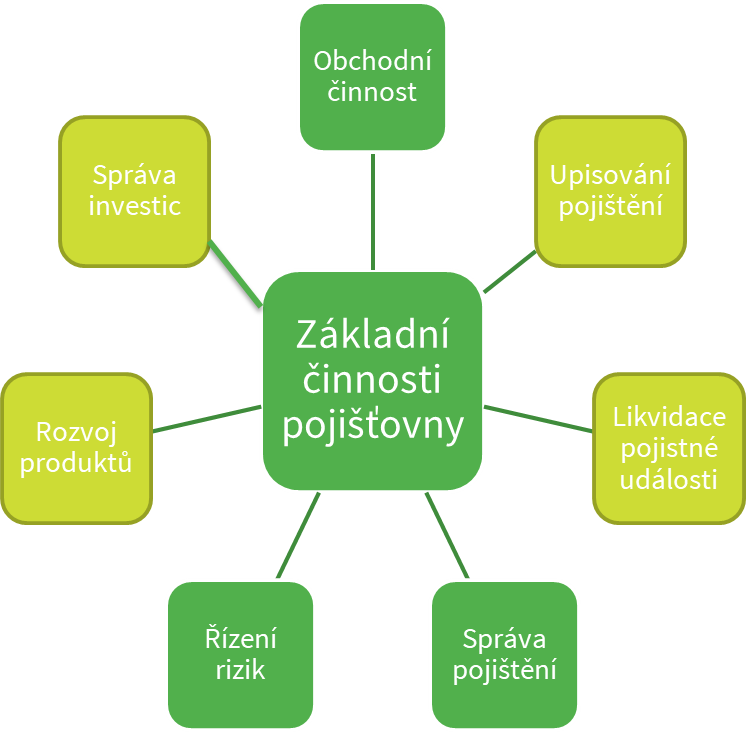 Obchodní
činnost
Upisování
pojištění
Likvidace
pojistné
události
Správa
pojištění
Řízení
rizik
Rozvoj
produktů
Správa
investic
Základní
činnosti
pojišťovny